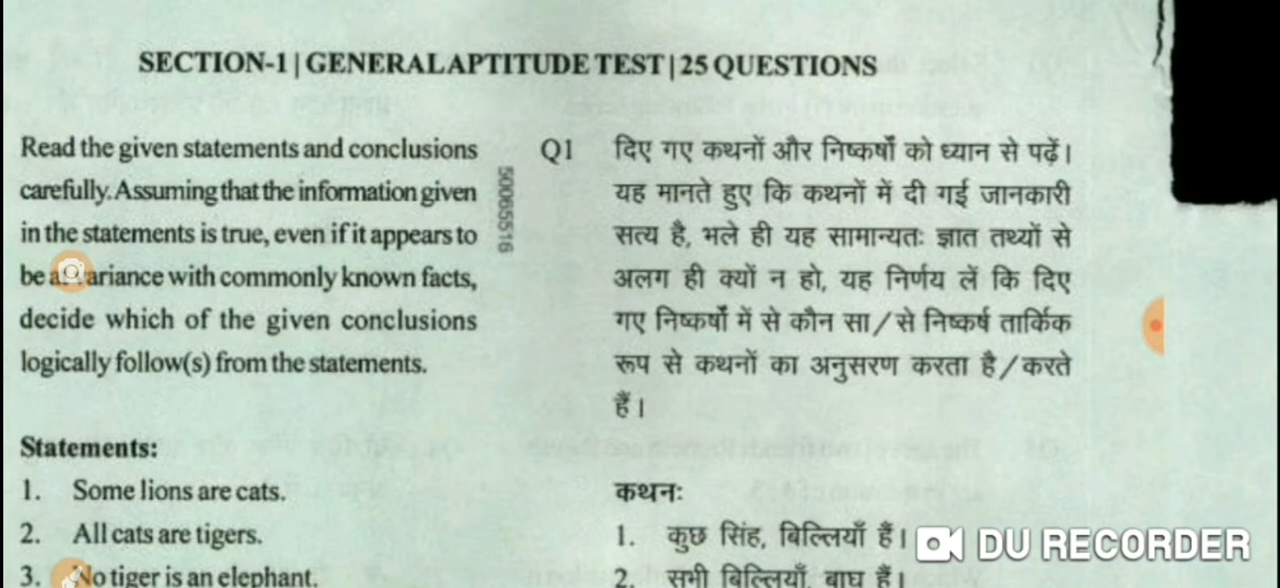 SECTION-1 | GENERAL APTITUDE TEST | 25 QUESTIONS
Read the given statements and conclusions
carefully. Assuming that the information given
in the statements is true, even if it appears to
be variance with commonly known facts,
decide which of the given conclusions
logically follow(s) from the statements.
Statements:
1. Some lions are cats.
2. All cats are tigers.
3. No tiger is an elephant.
50065516
Q1 दिए गए कथनों और निष्कर्षों को ध्यान से पढ़ें।
यह मानते हुए कि कथनों में दी गई जानकारी
सत्य है, भले ही यह सामान्यतः ज्ञात तथ्यों से
अलग ही क्यों न हो, यह निर्णय लें कि दिए
गए निष्कर्षों में से कौन सा/से निष्कर्ष तार्किक
रूप से कथनों का अनुसरण करता है/करते
हैं।
कथनः
1. कुछ सिंह, बिल्लियाँ हैं।
2. सभी बिल्लियाँ, बाघ हैं।
DU RECORDER